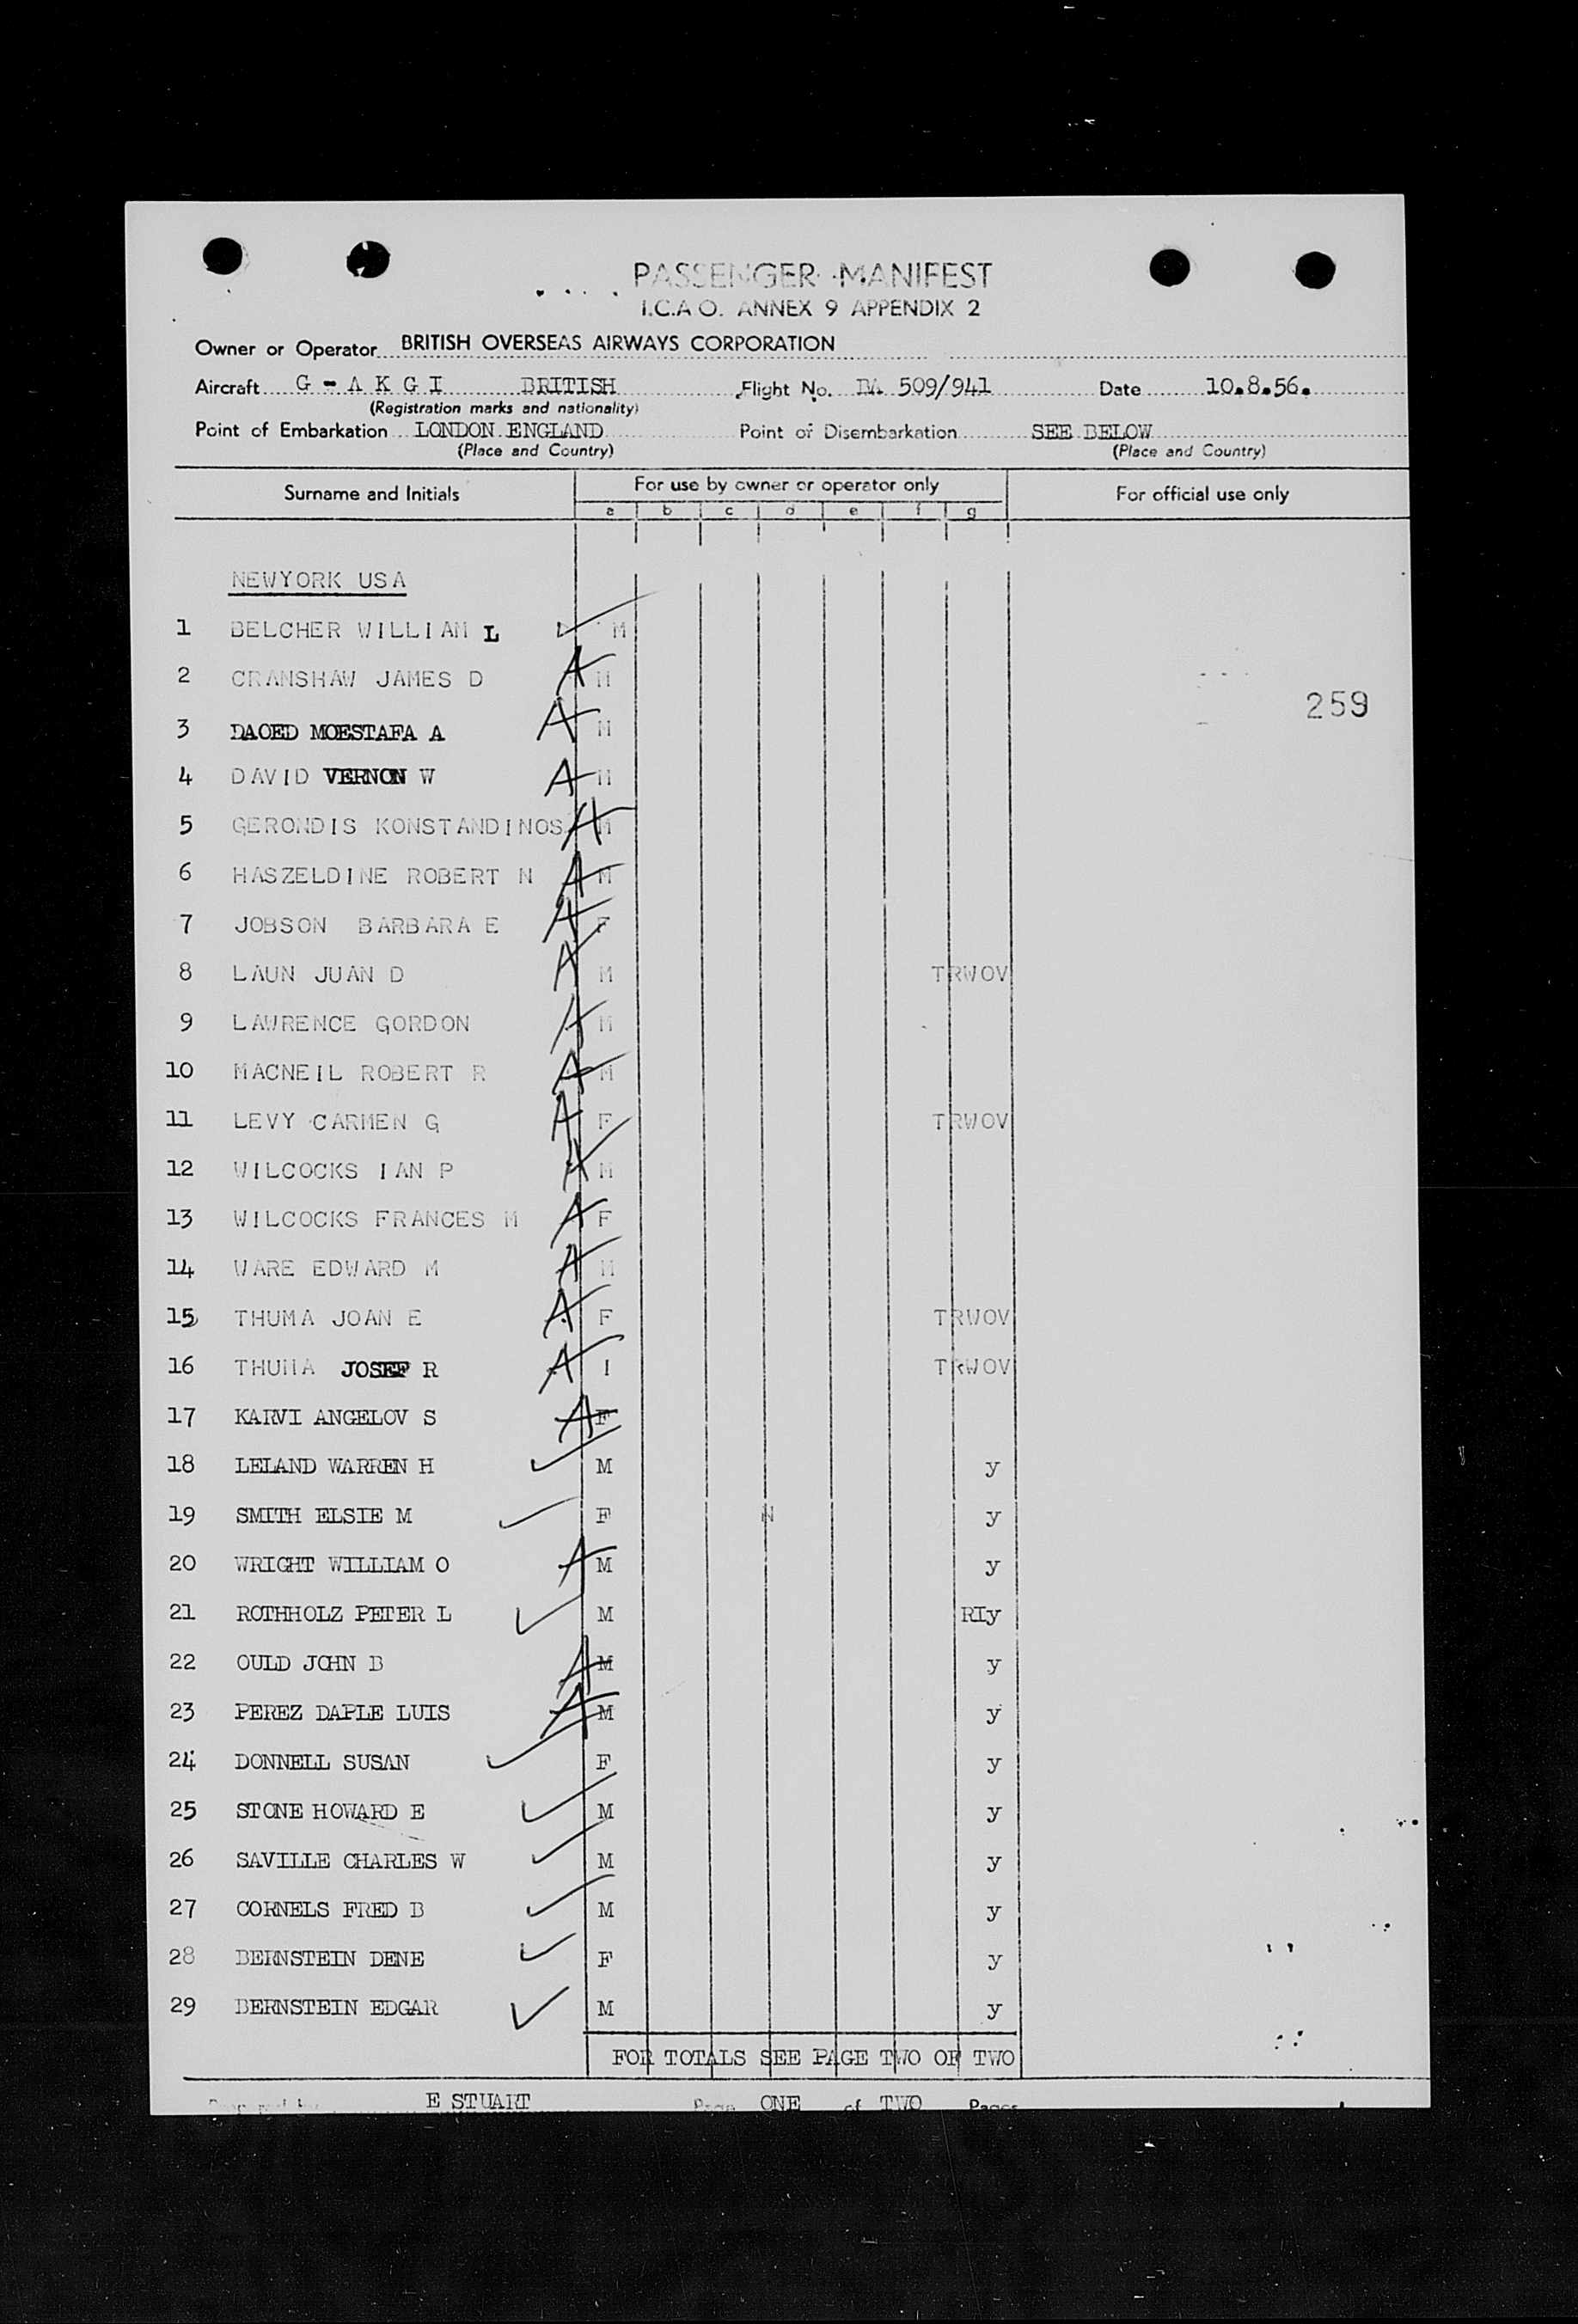 PASSENGER MANIFEST
I.C.A.O. ANNEX 9 APPENDIX 2
Owner or Operator BRITISH OVERSEAS AIRWAYS CORPORATION
Aircraft G - A K G I BRITISH Flight No. BA 509/941 Date 10.8.56.
(Registration marks and nationality)
Point of Embarkation LONDON ENGLAND Point of Disembarkation SEE BELOW
(Place and Country) (Place and Country)
Surname and Initials For use by owner or operator only For official use only
a b c d e f g
NEWYORK USA
1 BELCHER WILLIAM L M
2 CRANSHAW JAMES D A M
259
3 DAOED MOESTAFA A A M
4 DAVID VERNON W A M
5 GERONDIS KONSTANDINOS A M
6 HASZELDINE ROBERT N A M
7 JOBSON BARBARA E A F
8 LAUN JUAN D A M TRWOV
9 LAWRENCE GORDON A M
10 MACNEIL ROBERT R A M
11 LEVY CARMEN G A F TRWOV
12 WILCOCKS IAN P A M
13 WILCOCKS FRANCES M A F
14 WARE EDWARD M A M
15 THUMA JOAN E A F TRWOV
16 THUMA JOSEF R A I TRWOV
17 KARVI ANGELOV S A F
18 LELAND WARREN H M y
19 SMITH ELSIE M F N y
20 WRIGHT WILLIAM O A M y
21 ROTHHOLZ PETER L M RIy
22 OULD JOHN B A M y
23 PEREZ DAPLE LUIS A M y
24 DONNELL SUSAN F y
25 STONE HOWARD E M y
26 SAVILLE CHARLES W M y
27 CORNELS FRED B M y
28 BERNSTEIN DENE F y
29 BERNSTEIN EDGAR M y
FOR TOTALS SEE PAGE TWO OF TWO
E STUART Page ONE of TWO Pages